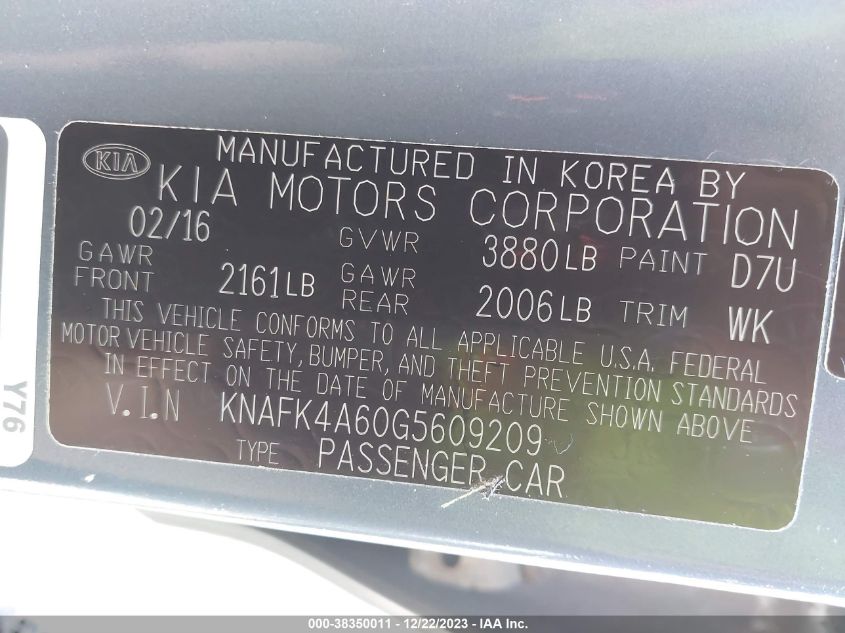 KIA
MANUFACTURED IN KOREA BY
KIA MOTORS CORPORATION
02/16 GVWR 3880LB PAINT D7U
GAWR FRONT 2161LB GAWR REAR 2006LB TRIM WK
THIS VEHICLE CONFORMS TO ALL APPLICABLE U.S.A. FEDERAL
MOTOR VEHICLE SAFETY, BUMPER, AND THEFT PREVENTION STANDARDS
IN EFFECT ON THE DATE OF MANUFACTURE SHOWN ABOVE
V.I.N KNAFK4A60G5609209
TYPE PASSENGER CAR
Y76
000-38350011 - 12/22/2023 - IAA Inc.